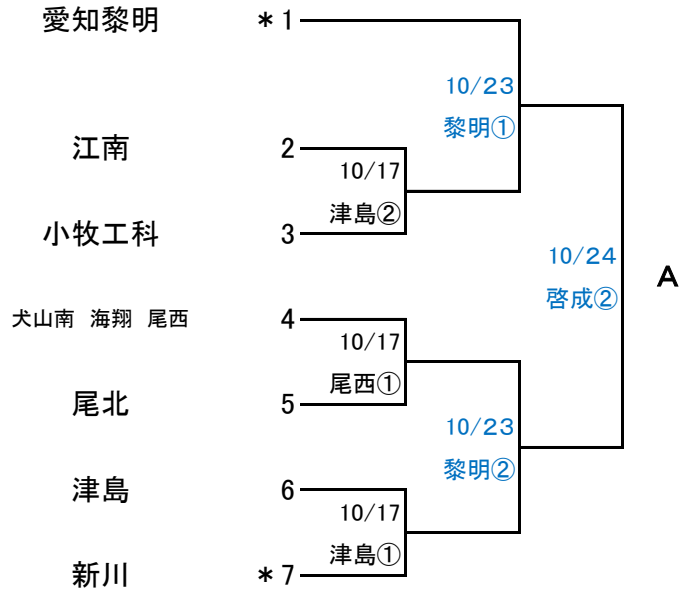 愛知黎明 *1
10/23
黎明①
江南 2
10/17
津島②
小牧工科 3
10/24
啓成②
A
犬山南 海翔 尾西 4
10/17
尾西①
尾北 5
10/23
黎明②
津島 6
10/17
津島①
新川 *7